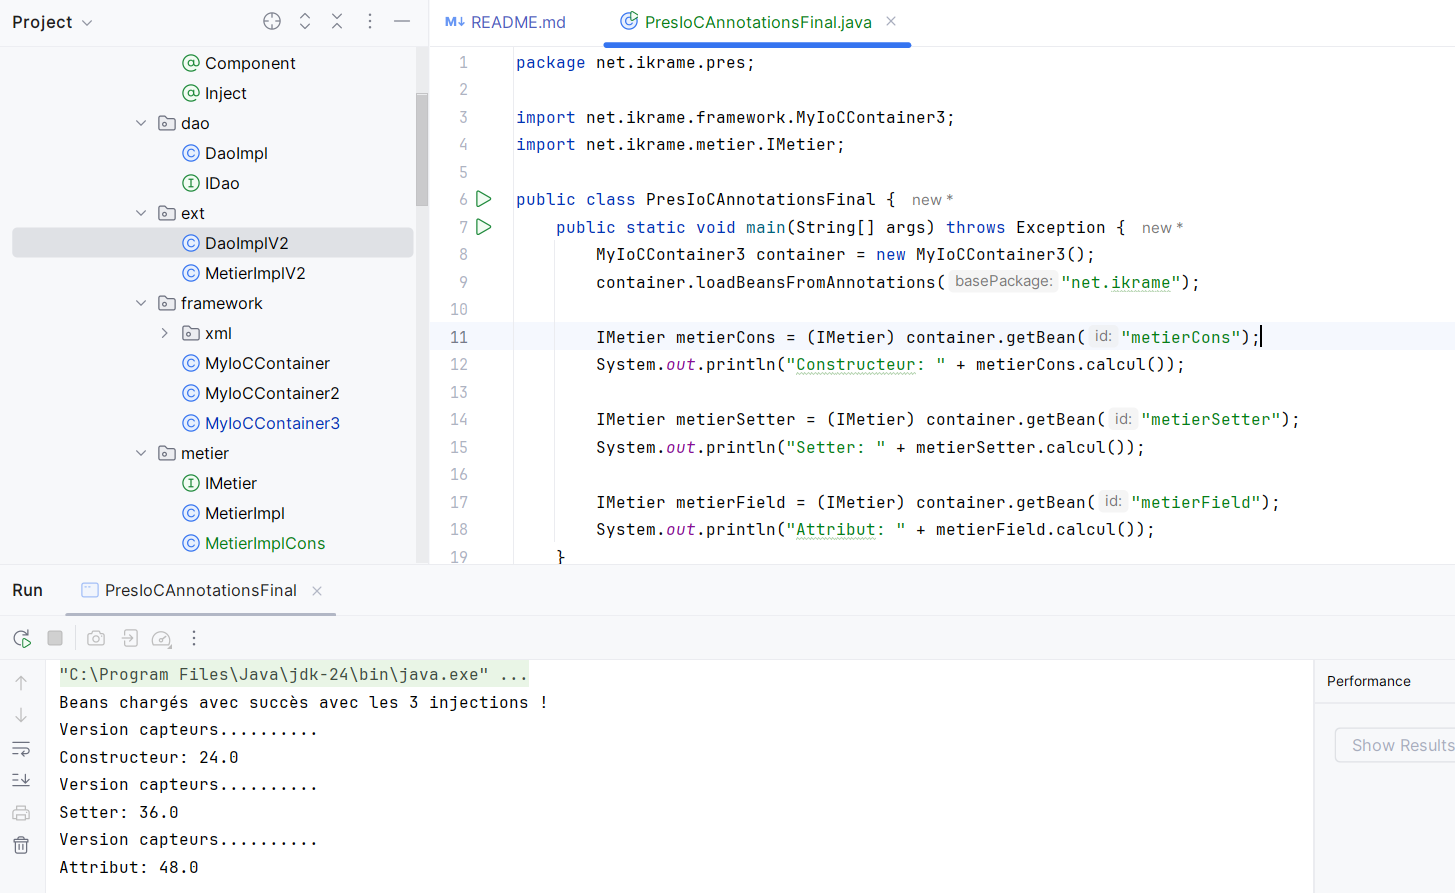 Project
README.md
PresIoCAnnotationsFinal.java
Component
Inject
dao
DaoImpl
IDao
ext
DaoImplV2
MetierImplV2
framework
xml
MyIoCContainer
MyIoCContainer2
MyIoCContainer3
metier
IMetier
MetierImpl
MetierImplCons
1 package net.ikrame.pres;
2
3 import net.ikrame.framework.MyIoCContainer3;
4 import net.ikrame.metier.IMetier;
5
6 public class PresIoCAnnotationsFinal { new *
7 public static void main(String[] args) throws Exception { new *
8 MyIoCContainer3 container = new MyIoCContainer3();
9 container.loadBeansFromAnnotations( basePackage: "net.ikrame");
10
11 IMetier metierCons = (IMetier) container.getBean( id: "metierCons");
12 System.out.println("Constructeur: " + metierCons.calcul());
13
14 IMetier metierSetter = (IMetier) container.getBean( id: "metierSetter");
15 System.out.println("Setter: " + metierSetter.calcul());
16
17 IMetier metierField = (IMetier) container.getBean( id: "metierField");
18 System.out.println("Attribut: " + metierField.calcul());
19 }
Run
PresIoCAnnotationsFinal
"C:\Program Files\Java\jdk-24\bin\java.exe" ...
Beans chargés avec succès avec les 3 injections !
Version capteurs..........
Constructeur: 24.0
Version capteurs..........
Setter: 36.0
Version capteurs..........
Attribut: 48.0
Performance
Show Results